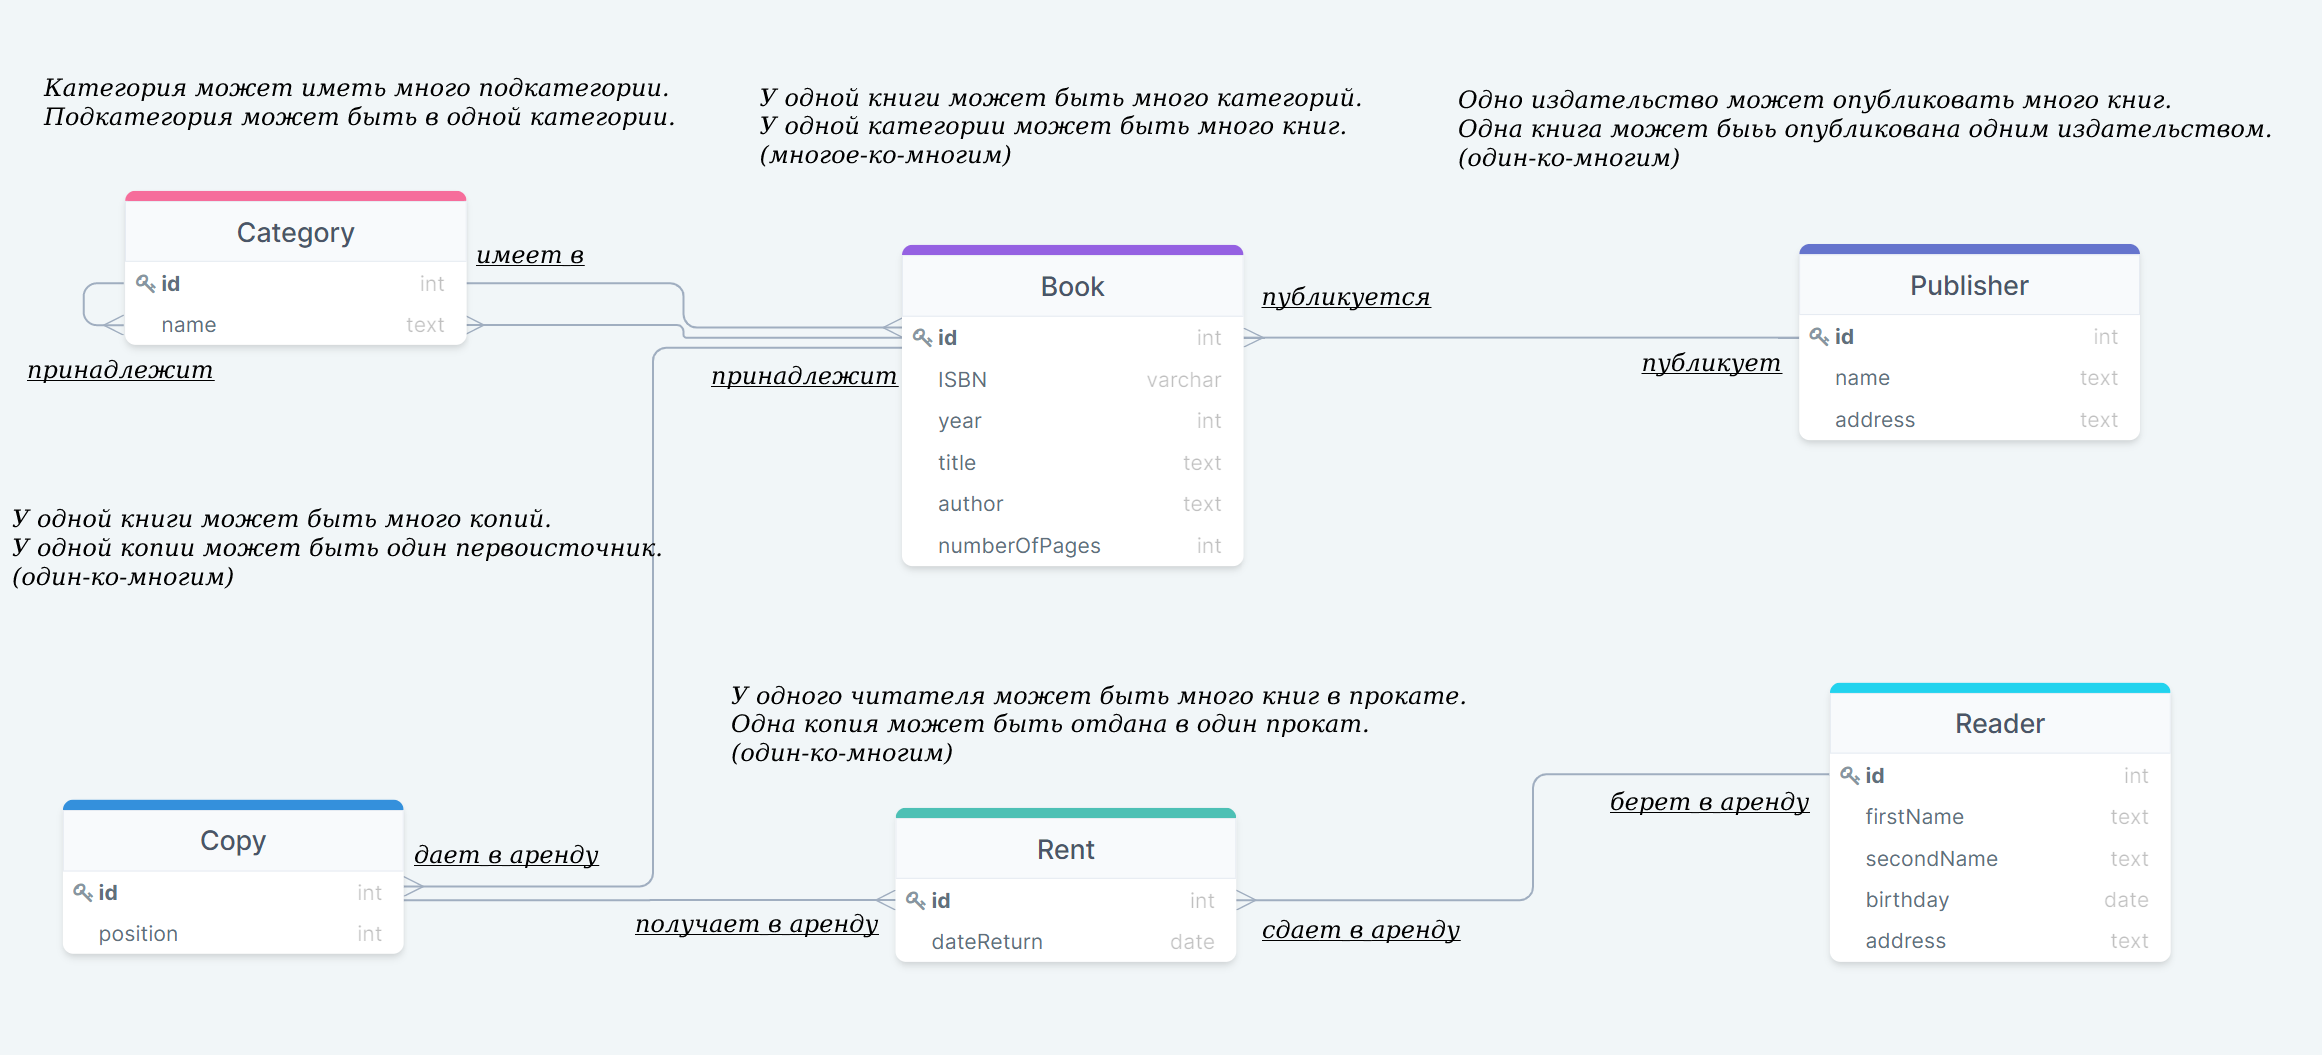 Категория может иметь много подкатегории.
Подкатегория может быть в одной категории.
У одной книги может быть много категорий.
У одной категории может быть много книг.
(многое-ко-многим)
Одно издательство может опубликовать много книг.
Одна книга может быьь опубликована одним издательством.
(один-ко-многим)
Category
id int
name text
имеет в
принадлежит
принадлежит
Book
id int
ISBN varchar
year int
title text
author text
numberOfPages int
публикуется
публикует
Publisher
id int
name text
address text
У одной книги может быть много копий.
У одной копии может быть один первоисточник.
(один-ко-многим)
У одного читателя может быть много книг в прокате.
Одна копия может быть отдана в один прокат.
(один-ко-многим)
Copy
id int
position int
дает в аренду
получает в аренду
Rent
id int
dateReturn date
сдает в аренду
берет в аренду
Reader
id int
firstName text
secondName text
birthday date
address text